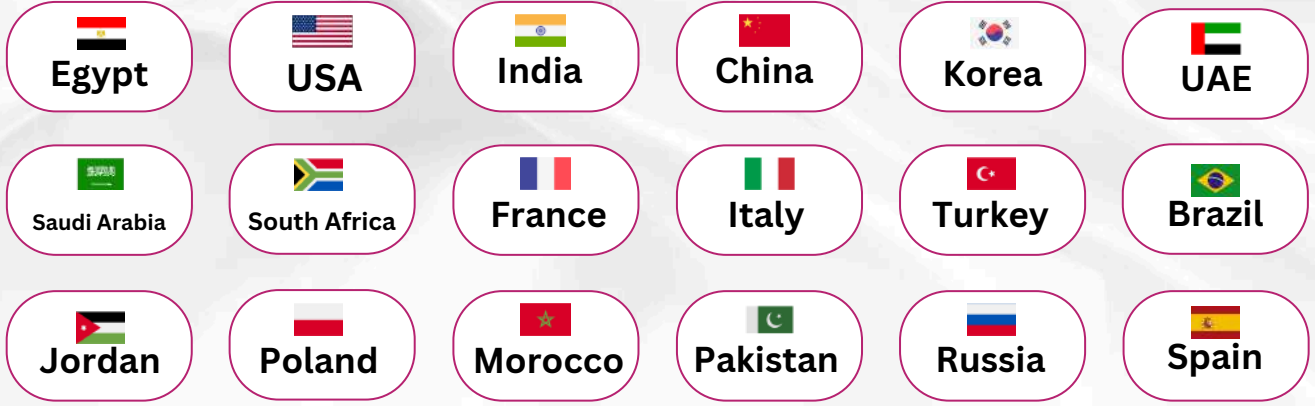 Egypt
USA
India
China
Korea
UAE
Saudi Arabia
South Africa
France
Italy
Turkey
Brazil
Jordan
Poland
Morocco
Pakistan
Russia
Spain